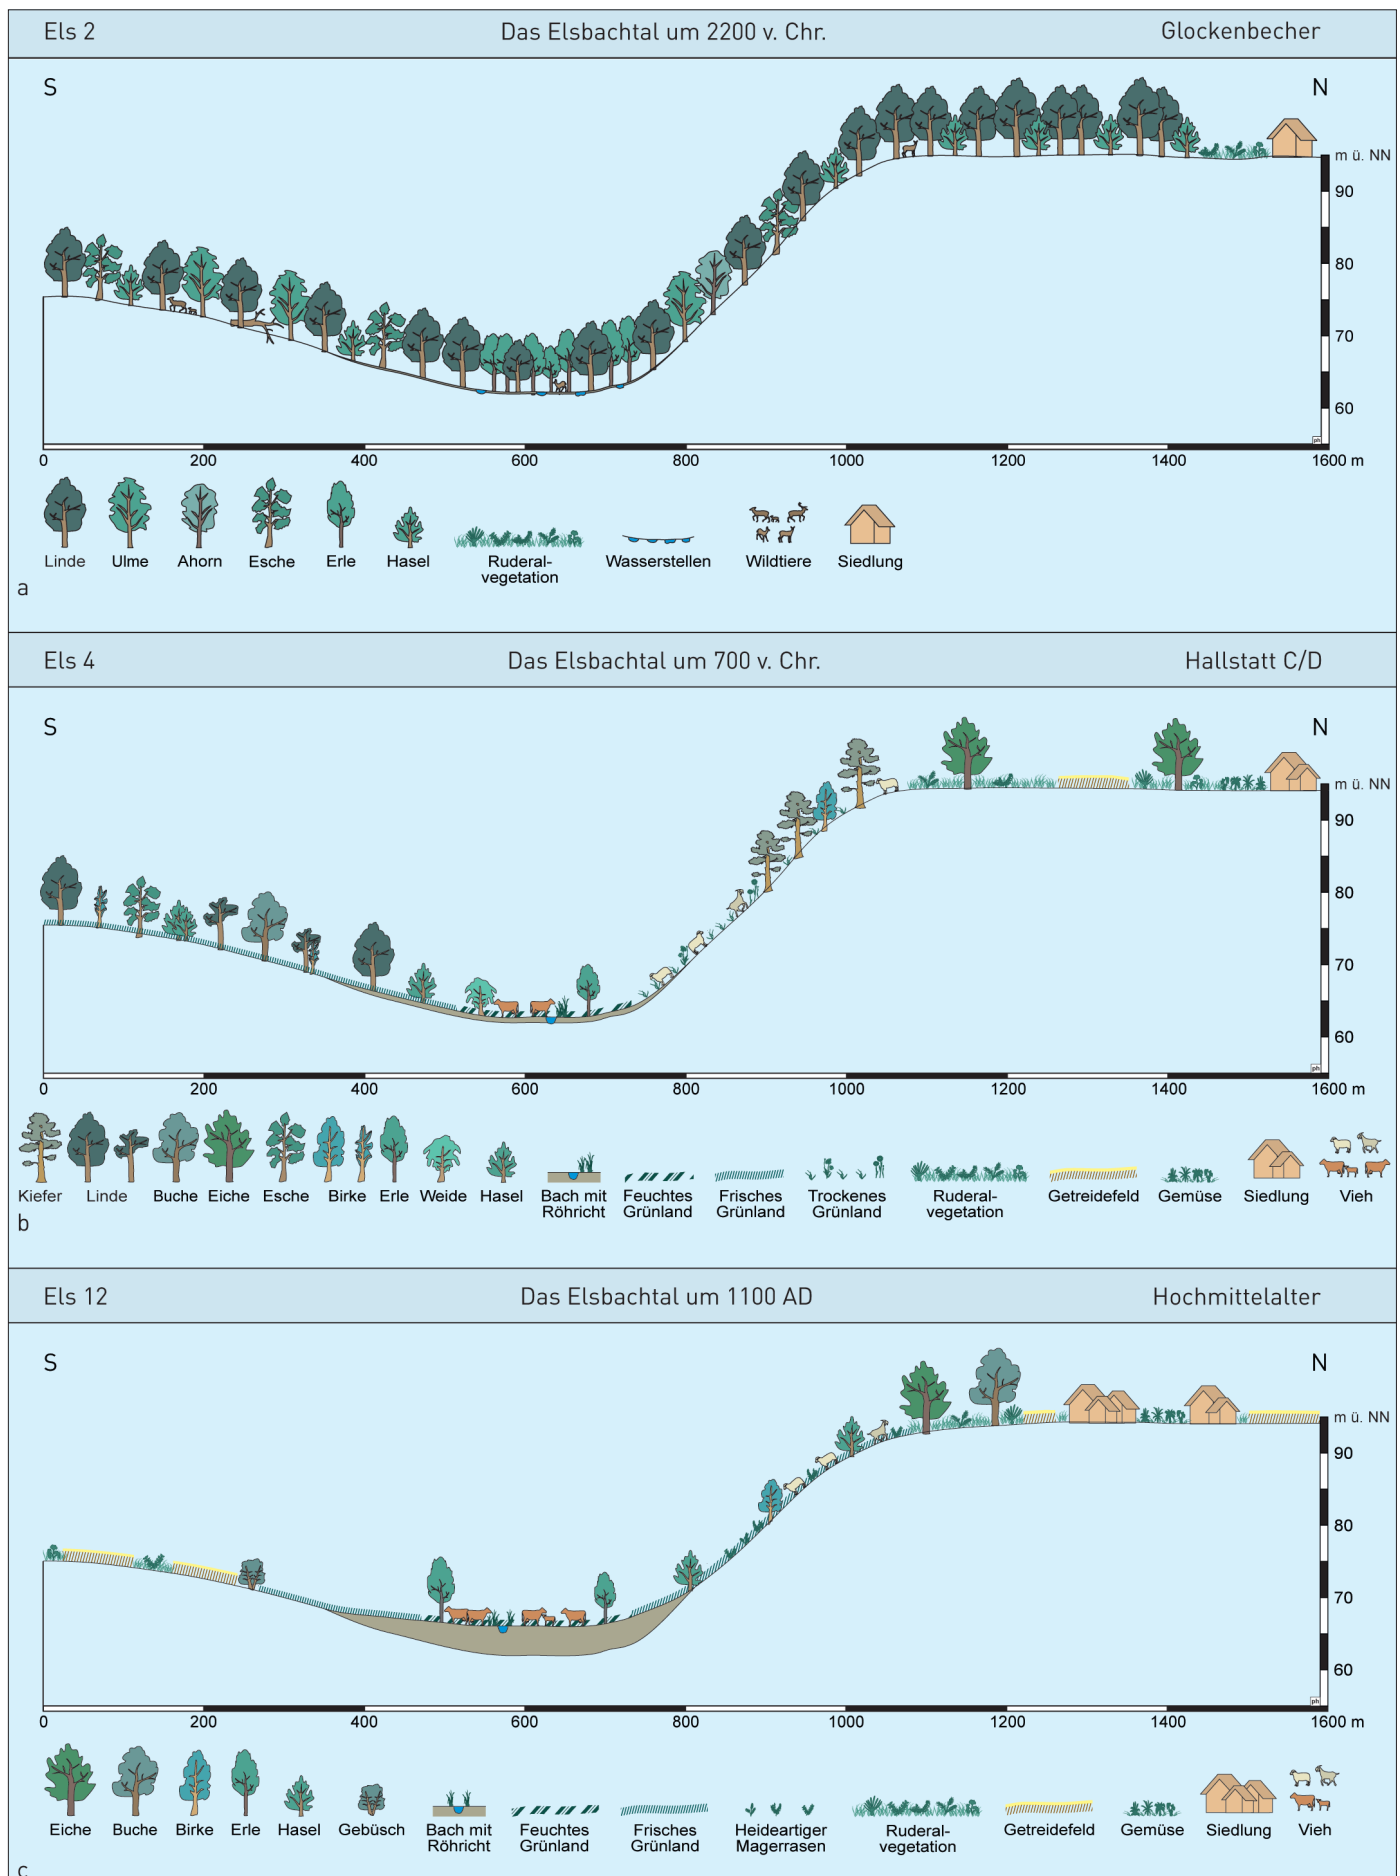 Els 2 Das Elsbachtal um 2200 v. Chr. Glockenbecher
S N
m ü. NN
90
80
70
60
ph
0 200 400 600 800 1000 1200 1400 1600 m
Linde Ulme Ahorn Esche Erle Hasel Ruderal- Wasserstellen Wildtiere Siedlung
vegetation
a
Els 4 Das Elsbachtal um 700 v. Chr. Hallstatt C/D
S N
m ü. NN
90
80
70
60
ph
0 200 400 600 800 1000 1200 1400 1600 m
Kiefer Linde Buche Eiche Esche Birke Erle Weide Hasel Bach mit Feuchtes Frisches Trockenes Ruderal- Getreidefeld Gemüse Siedlung Vieh
Röhricht Grünland Grünland Grünland vegetation
b
Els 12 Das Elsbachtal um 1100 AD Hochmittelalter
S N
m ü. NN
90
80
70
60
ph
0 200 400 600 800 1000 1200 1400 1600 m
Eiche Buche Birke Erle Hasel Gebüsch Bach mit Feuchtes Frisches Heideartiger Ruderal- Getreidefeld Gemüse Siedlung Vieh
Röhricht Grünland Grünland Magerrasen vegetation
c